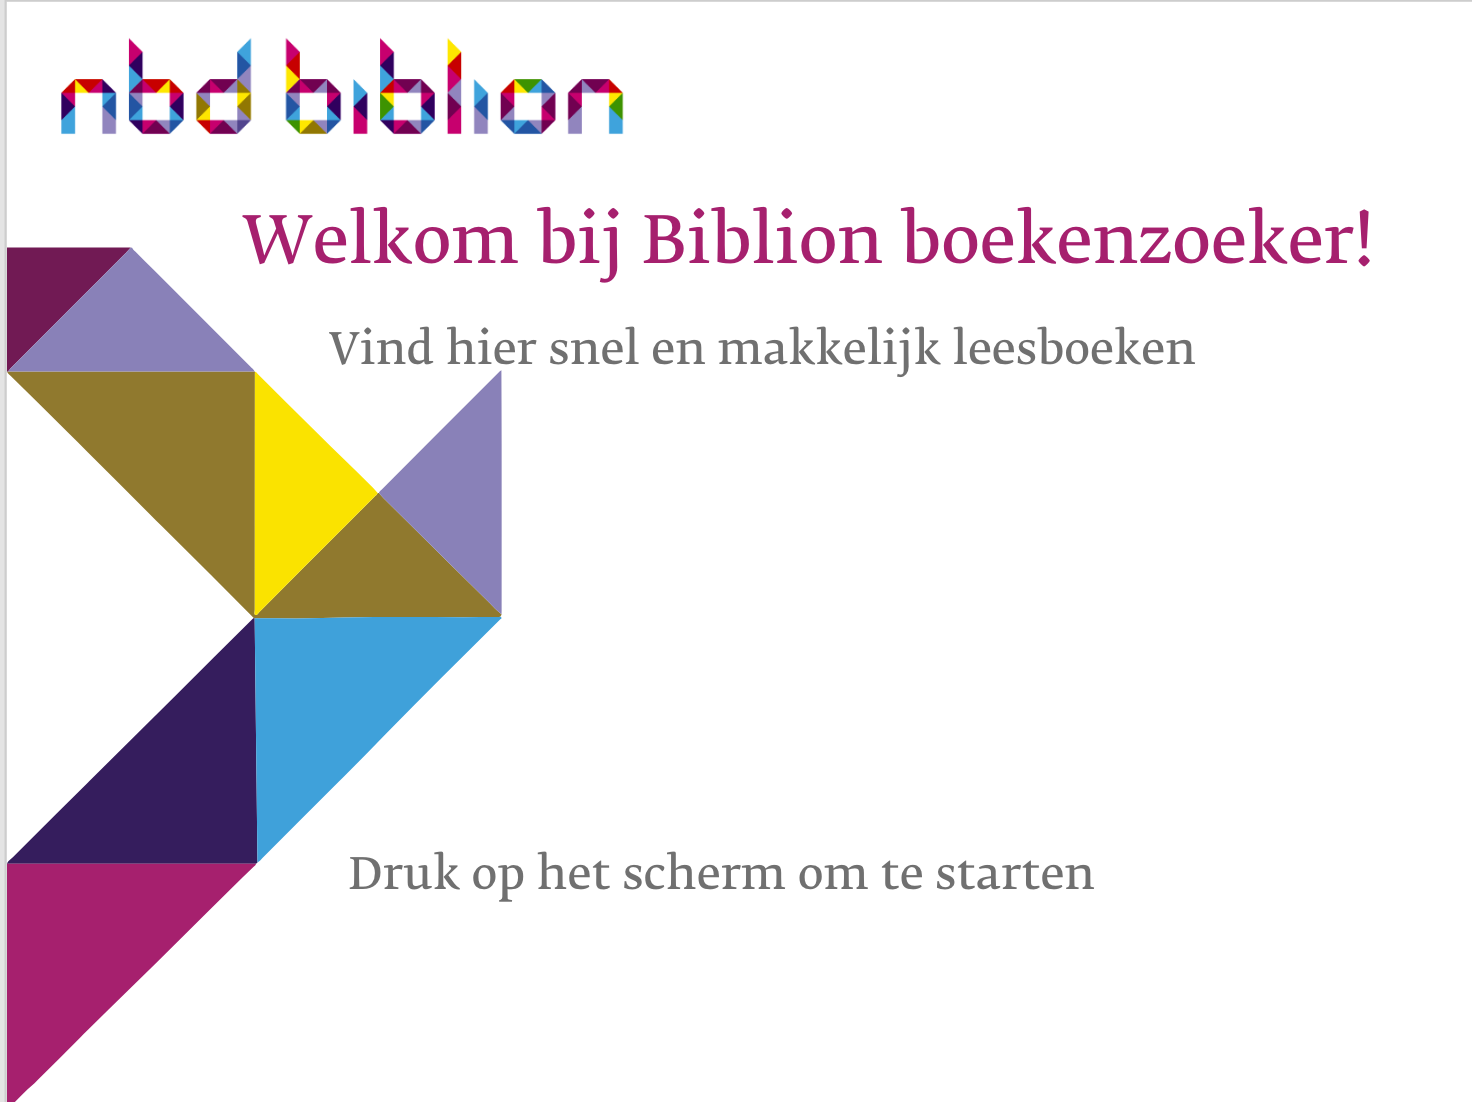 nbd biblion
Welkom bij Biblion boekenzoeker!
Vind hier snel en makkelijk leesboeken
Druk op het scherm om te starten